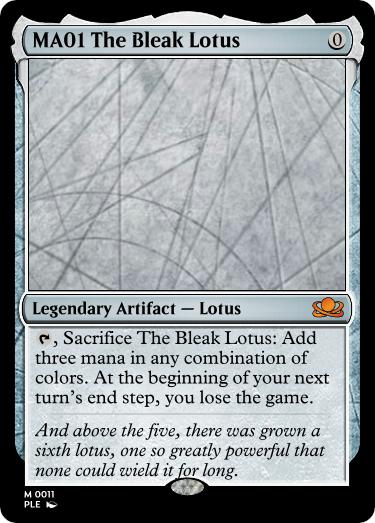 MA01 The Bleak Lotus 0
Legendary Artifact — Lotus
, Sacrifice The Bleak Lotus: Add
three mana in any combination of
colors. At the beginning of your next
turn's end step, you lose the game.
And above the five, there was grown a
sixth lotus, one so greatly powerful that
none could wield it for long.
M 0011
PLE